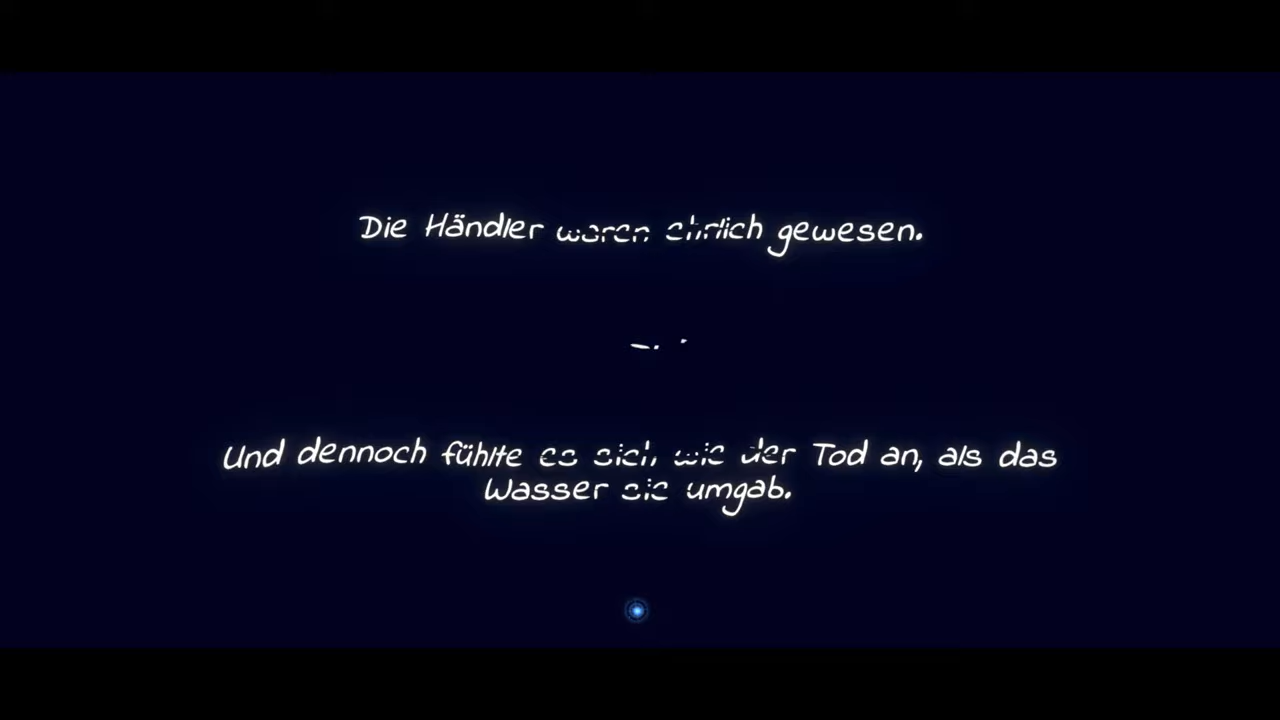 Die Händler waren ehrlich gewesen.
Und dennoch fühlte es sich wie der Tod an, als das
Wasser sie umgab.